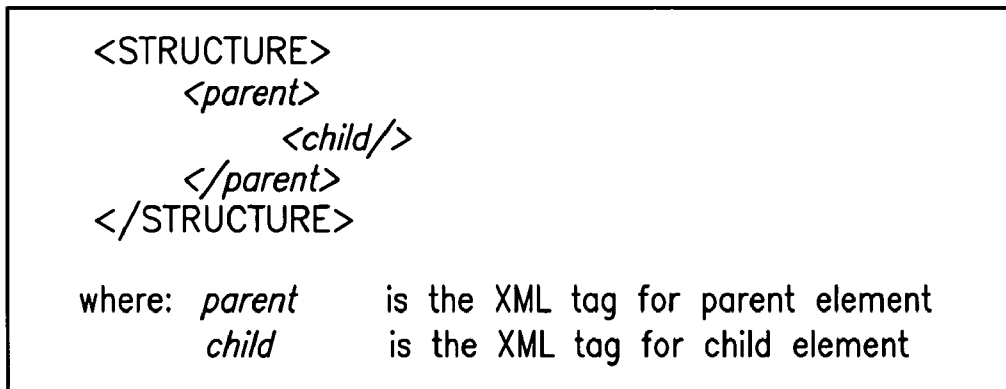 <STRUCTURE>
<parent>
<child/>
</parent>
</STRUCTURE>
where: parent is the XML tag for parent element
child is the XML tag for child element